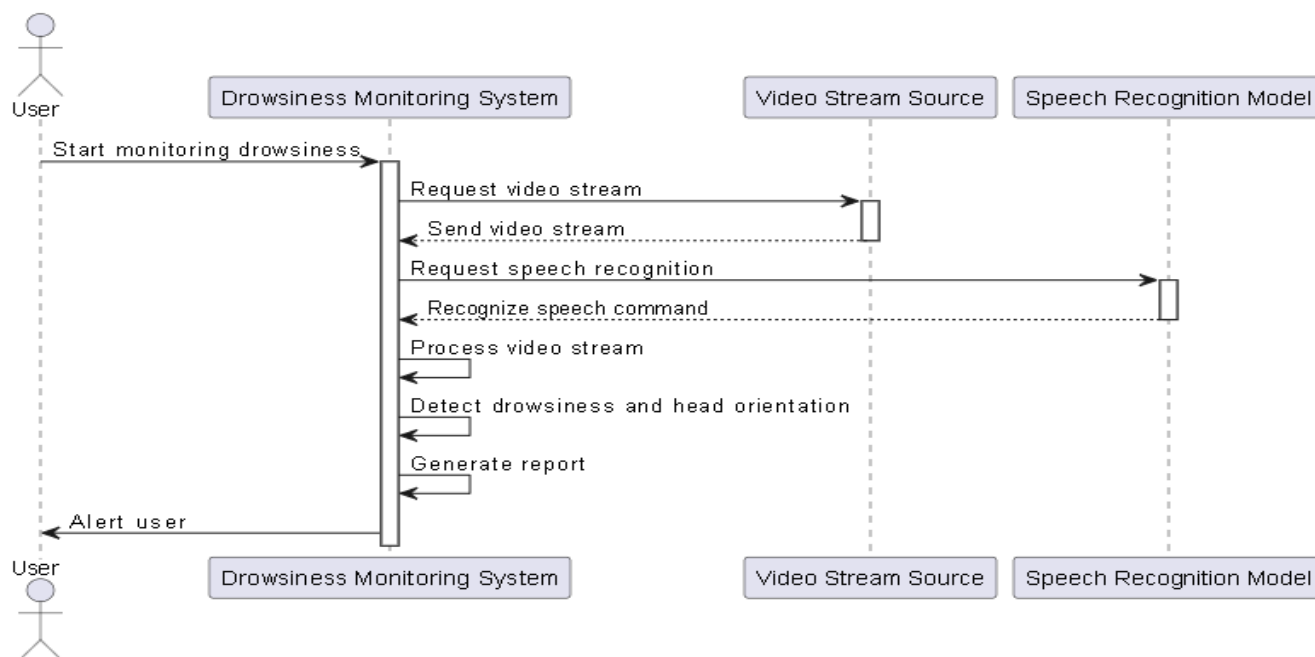 User
Drowsiness Monitoring System
Video Stream Source
Speech Recognition Model
Start monitoring drowsiness
Request video stream
Send video stream
Request speech recognition
Recognize speech command
Process video stream
Detect drowsiness and head orientation
Generate report
Alert user
User
Drowsiness Monitoring System
Video Stream Source
Speech Recognition Model